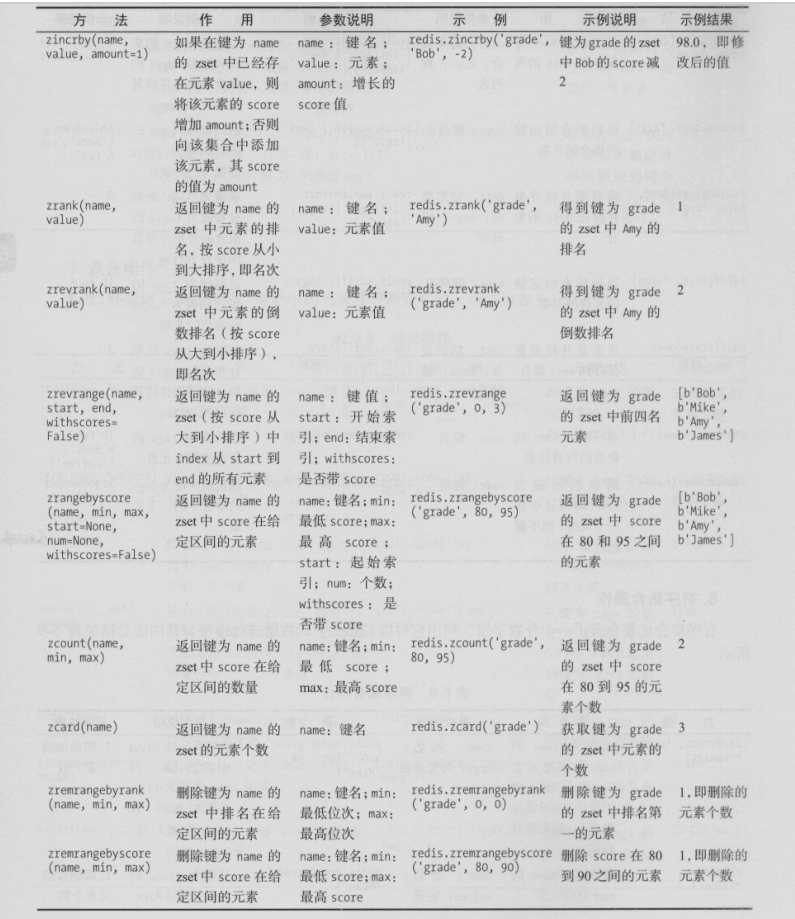 方 法 作 用 参数说明 示 例 示例说明 示例结果
zincrby(name, 如果在键为 name name：键名； redis.zincrby('grade', 键为grade的zset 98.0，即修
value, amount=1) 的 zset 中已经存 value：元素； 'Bob', -2) 中Bob的score减 改后的值
在元素 value，则 amount：增长的 2
将该元素的 score score 值
增加 amount；否则
向该集合中添加
该元素，其 score
的值为 amount
zrank(name, 返回键为 name 的 name：键名； redis.zrank('grade', 得到键为 grade 1
value) zset 中元素的排 value：元素值 'Amy') 的 zset 中 Amy 的
名，按 score 从小 排名
到大排序，即名次
zrevrank(name, 返回键为 name 的 name：键名； redis.zrevrank 得到键为 grade 2
value) zset 中元素的倒 value：元素值 ('grade', 'Amy') 的 zset 中 Amy 的
数排名（按 score 倒数排名
从大到小排序），
即名次
zrevrange(name, 返回键为 name 的 name：键值； redis.zrevrange 返回键为 grade [b'Bob',
start, end, zset（按 score 从 start：开始索 ('grade', 0, 3) 的 zset 中前四名 b'Mike',
withscores= 大到小排序）中 引；end：结束索 元素 b'Amy',
False) index 从 start 到 引；withscores： b'James']
end 的所有元素 是否带 score
zrangebyscore 返回键为 name 的 name：键名；min： redis.zrangebyscore 返回键为 grade [b'Bob',
(name, min, max, zset 中 score 在给 最低 score；max： ('grade', 80, 95) 的 zset 中 score b'Mike',
start=None, 定区间的元素 最高 score； 在 80 和 95 之间 b'Amy',
num=None, start：起始索 的元素 b'James']
withscores=False) 引；num：个数；
withscores：是
否带 score
zcount(name, 返回键为 name 的 name：键名；min： redis.zcount('grade', 返回键为 grade 2
min, max) zset 中 score 在给 最低 score； 80, 95) 的 zset 中 score
定区间的数量 max：最高 score 在 80 到 95 的元
素个数
zcard(name) 返回键为 name 的 name：键名 redis.zcard('grade') 获取键为 grade 3
zset 的元素个数 的 zset 中元素的
个数
zremrangebyrank 删除键为 name 的 name：键名；min： redis.zremrangebyrank 删除键为 grade 1，即删除的
(name, min, max) zset 中排名在给 最低位次；max： ('grade', 0, 0) 的 zset 中排名第 元素个数
定区间的元素 最高位次 一的元素
zremrangebyscore 删除键为 name 的 name：键名；min： redis.zremrangebyscore 删除 score 在 80 1，即删除的
(name, min, max) zset 中 score 在给 最低 score；max： ('grade', 80, 90) 到 90 之间的元素 元素个数
定区间的元素 最高 score